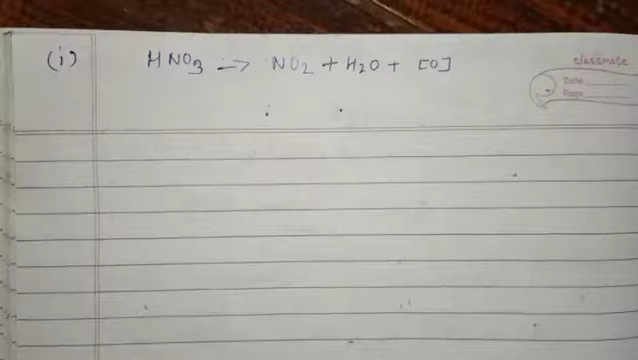 (i) HNO3 → NO2 + H2O + [O]
classmate
Date
Page